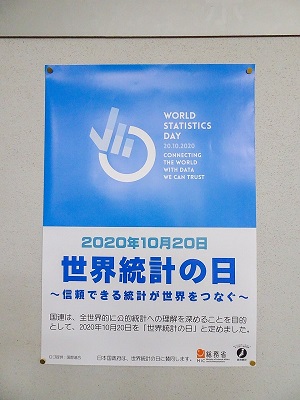 WORLD
STATISTICS
DAY
20.10.2020
CONNECTING
THE WORLD
WITH DATA
WE CAN TRUST
2020年10月20日
世界統計の日
～信頼できる統計が世界をつなぐ～
国連は、全世界的に公的統計への理解を深めることを目的
として、2020年10月20日を「世界統計の日」と定めました。
日本国政府は、世界統計の日に賛同します。
総務省
MIC